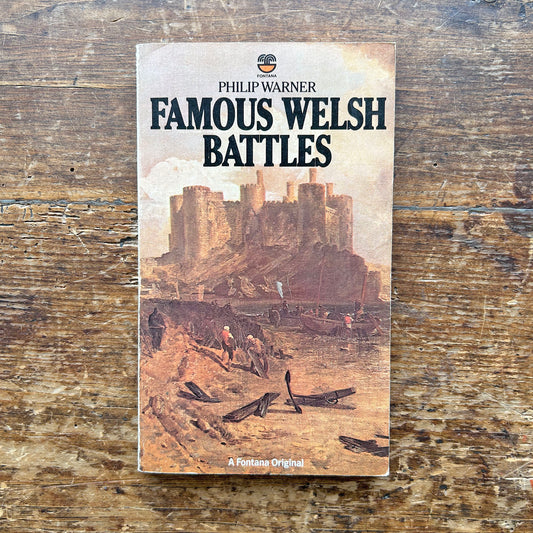 FONTANA
PHILIP WARNER
FAMOUS WELSH
BATTLES
A Fontana Original